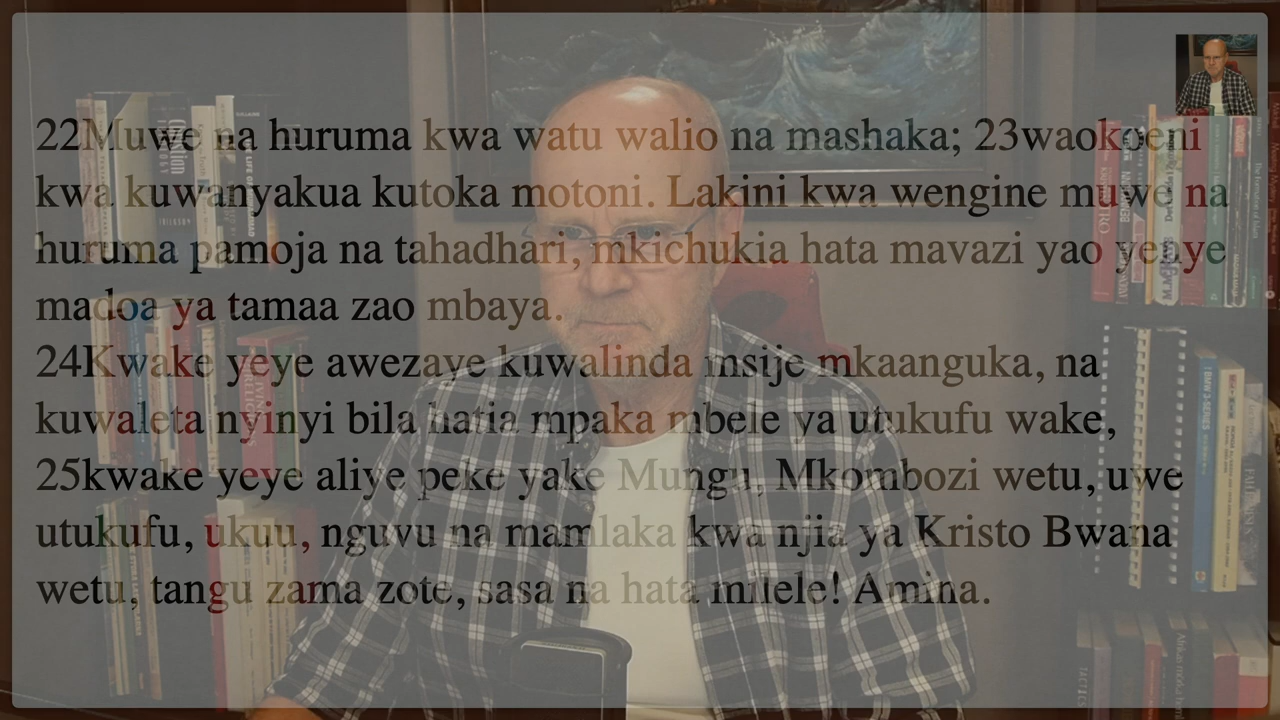 22Muwe na huruma kwa watu walio na mashaka; 23waokoeni
kwa kuwanyakua kutoka motoni. Lakini kwa wengine muwe na
huruma pamoja na tahadhari, mkichukia hata mavazi yao yenye
madoa ya tamaa zao mbaya.
24Kwake yeye awezaye kuwalinda msije mkaanguka, na
kuwaleta nyinyi bila hatia mpaka mbele ya utukufu wake,
25kwake yeye aliye peke yake Mungu, Mkombozi wetu, uwe
utukufu, ukuu, nguvu na mamlaka kwa njia ya Kristo Bwana
wetu, tangu zama zote, sasa na hata milele! Amina.
TACTICS